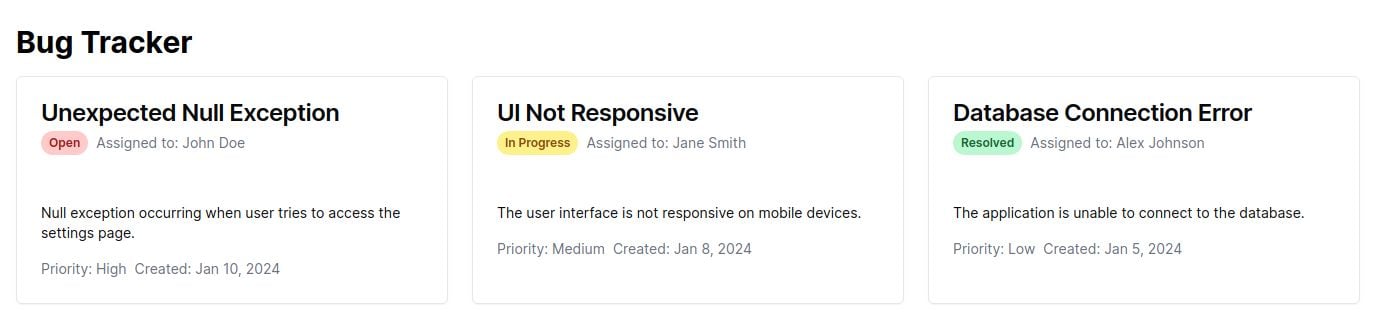 Bug Tracker
Unexpected Null Exception
Open Assigned to: John Doe
Null exception occurring when user tries to access the
settings page.
Priority: High Created: Jan 10, 2024
UI Not Responsive
In Progress Assigned to: Jane Smith
The user interface is not responsive on mobile devices.
Priority: Medium Created: Jan 8, 2024
Database Connection Error
Resolved Assigned to: Alex Johnson
The application is unable to connect to the database.
Priority: Low Created: Jan 5, 2024